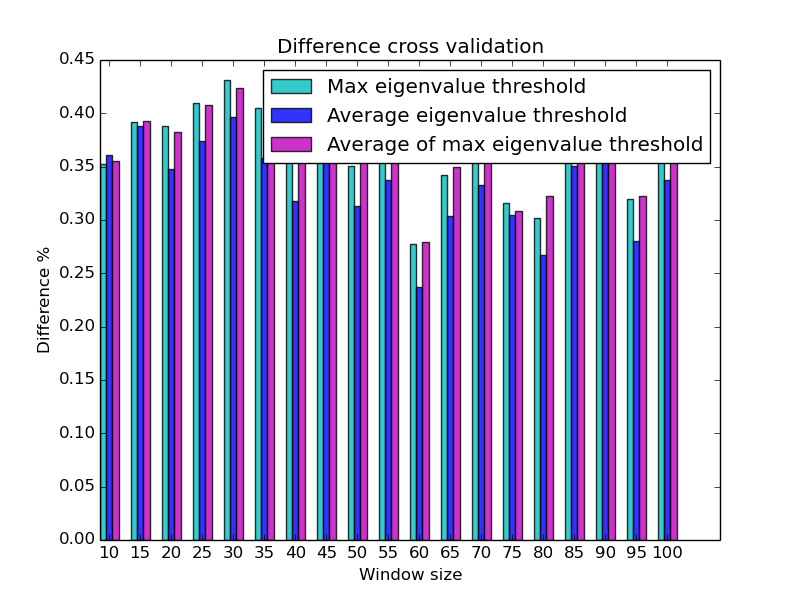 Difference cross validation
Max eigenvalue threshold
Average eigenvalue threshold
Average of max eigenvalue threshold
0.45
0.40
0.35
0.30
0.25
0.20
0.15
0.10
0.05
0.00
Difference %
10 15 20 25 30 35 40 45 50 55 60 65 70 75 80 85 90 95 100
Window size